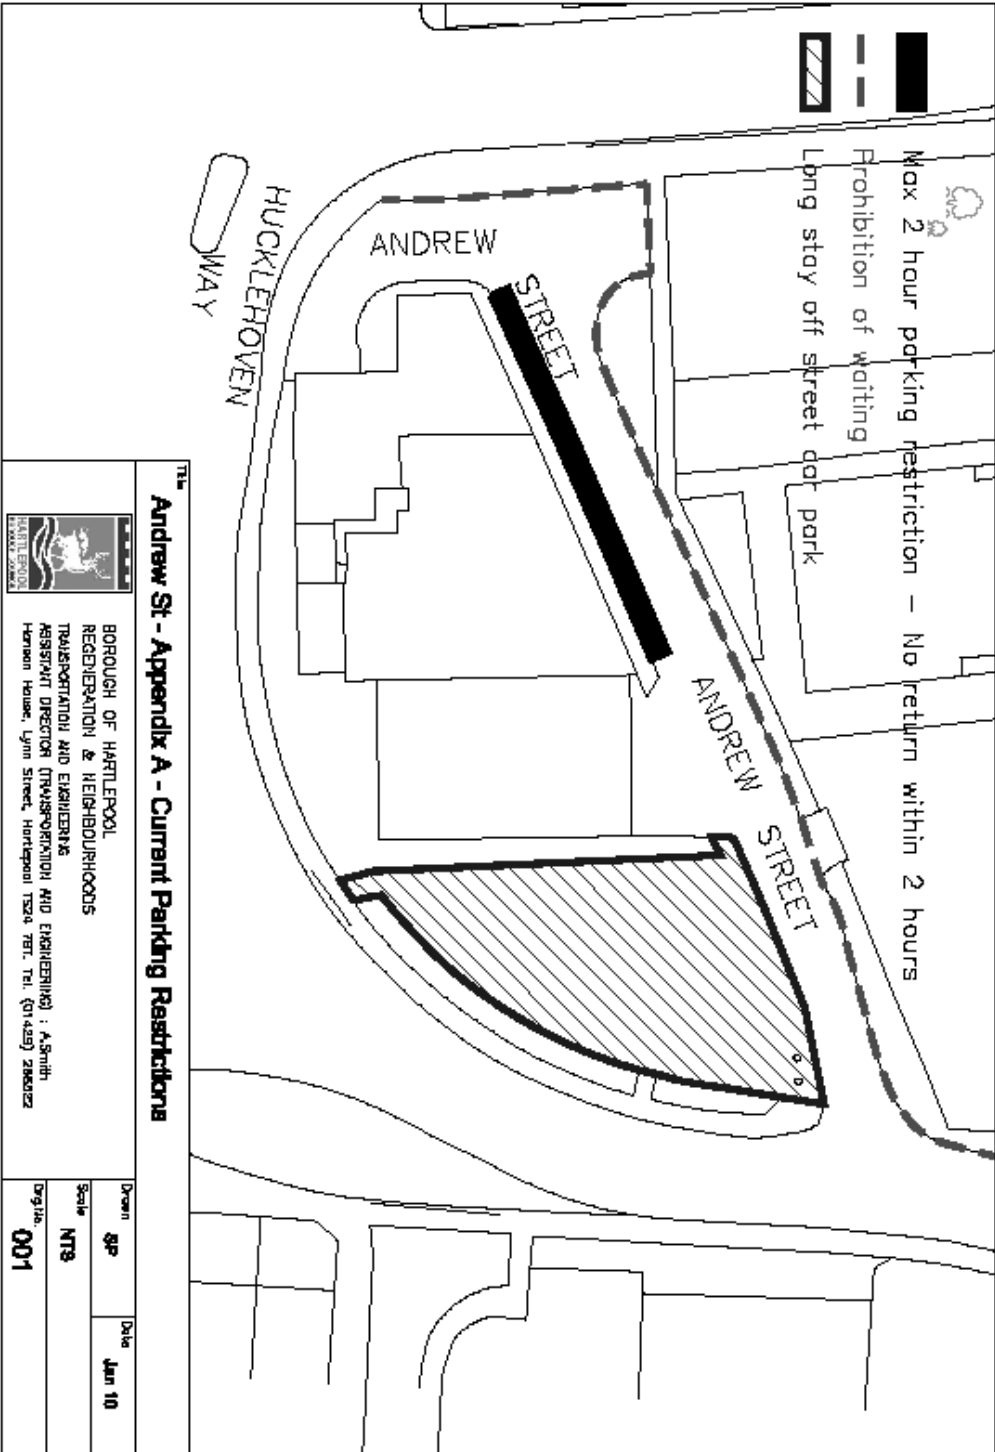 Max 2 hour parking restriction - No return within 2 hours
Prohibition of waiting
Long stay off street car park
ANDREW
STREET
HUCKLEHOVEN
WAY
ANDREW
STREET
Title
Andrew St - Appendix A - Current Parking Restrictions
HARTLEPOOL
BOROUGH OF HARTLEPOOL
REGENERATION & NEIGHBOURHOODS
TRANSPORTATION AND ENGINEERING
ASSISTANT DIRECTOR (TRANSPORTATION AND ENGINEERING) : A.Smith
Hanson House, Lynn Street, Hartlepool TS24 7BT. Tel. (01429)
Drawn
SP
Date
Jan 10
Scale
NTS
Drg.No.
001